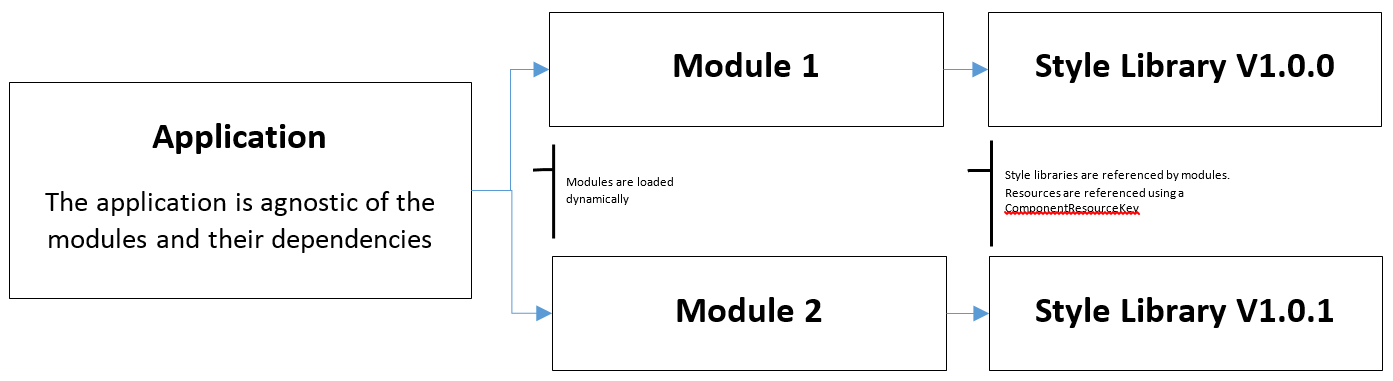 Application
The application is agnostic of the
modules and their dependencies
Module 1
Style Library V1.0.0
Modules are loaded
dynamically
Style libraries are referenced by modules.
Resources are referenced using a
ComponentResourceKey
Module 2
Style Library V1.0.1